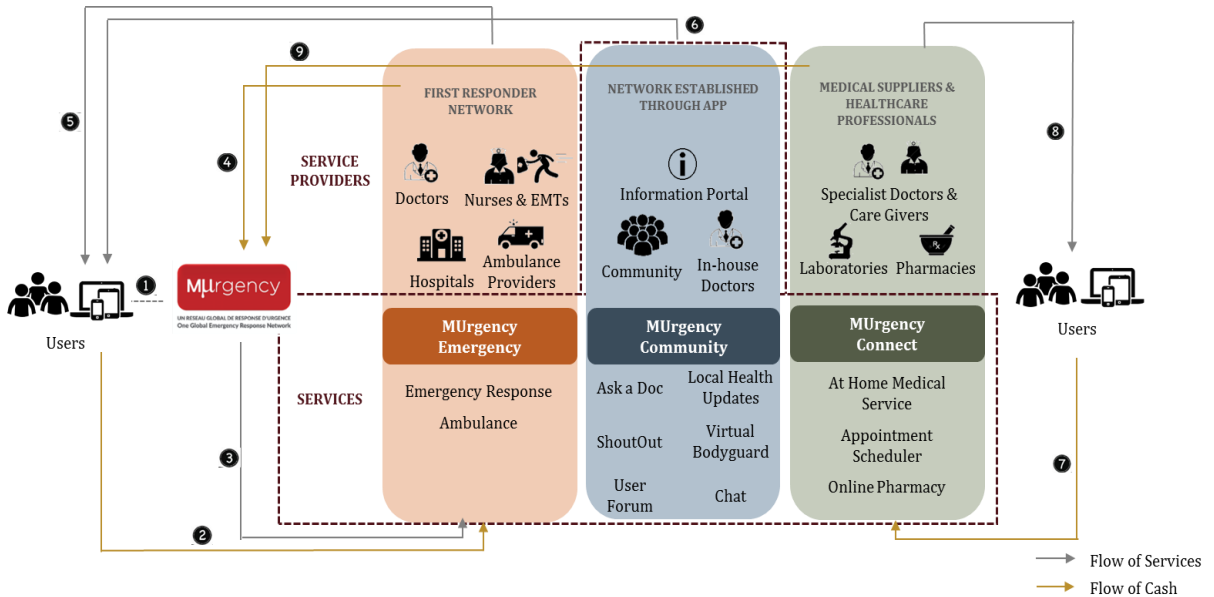 6
9
5
4
8
FIRST RESPONDER
NETWORK
NETWORK ESTABLISHED
THROUGH APP
MEDICAL SUPPLIERS &
HEALTHCARE
PROFESSIONALS
SERVICE
PROVIDERS
Doctors
Nurses & EMTs
Hospitals
Ambulance
Providers
i
Information Portal
Community
In-house
Doctors
Specialist Doctors &
Care Givers
Rx
Laboratories
Pharmacies
1
Users
MUrgency
UN RESEAU GLOBAL DE RESPONSE D'URGENCE
One Global Emergency Response Network
Users
MUrgency
Emergency
MUrgency
Community
MUrgency
Connect
SERVICES
Emergency Response
Ambulance
Ask a Doc
Local Health
Updates
ShoutOut
Virtual
Bodyguard
User
Forum
Chat
At Home Medical
Service
Appointment
Scheduler
Online Pharmacy
3
7
2
Flow of Services
Flow of Cash